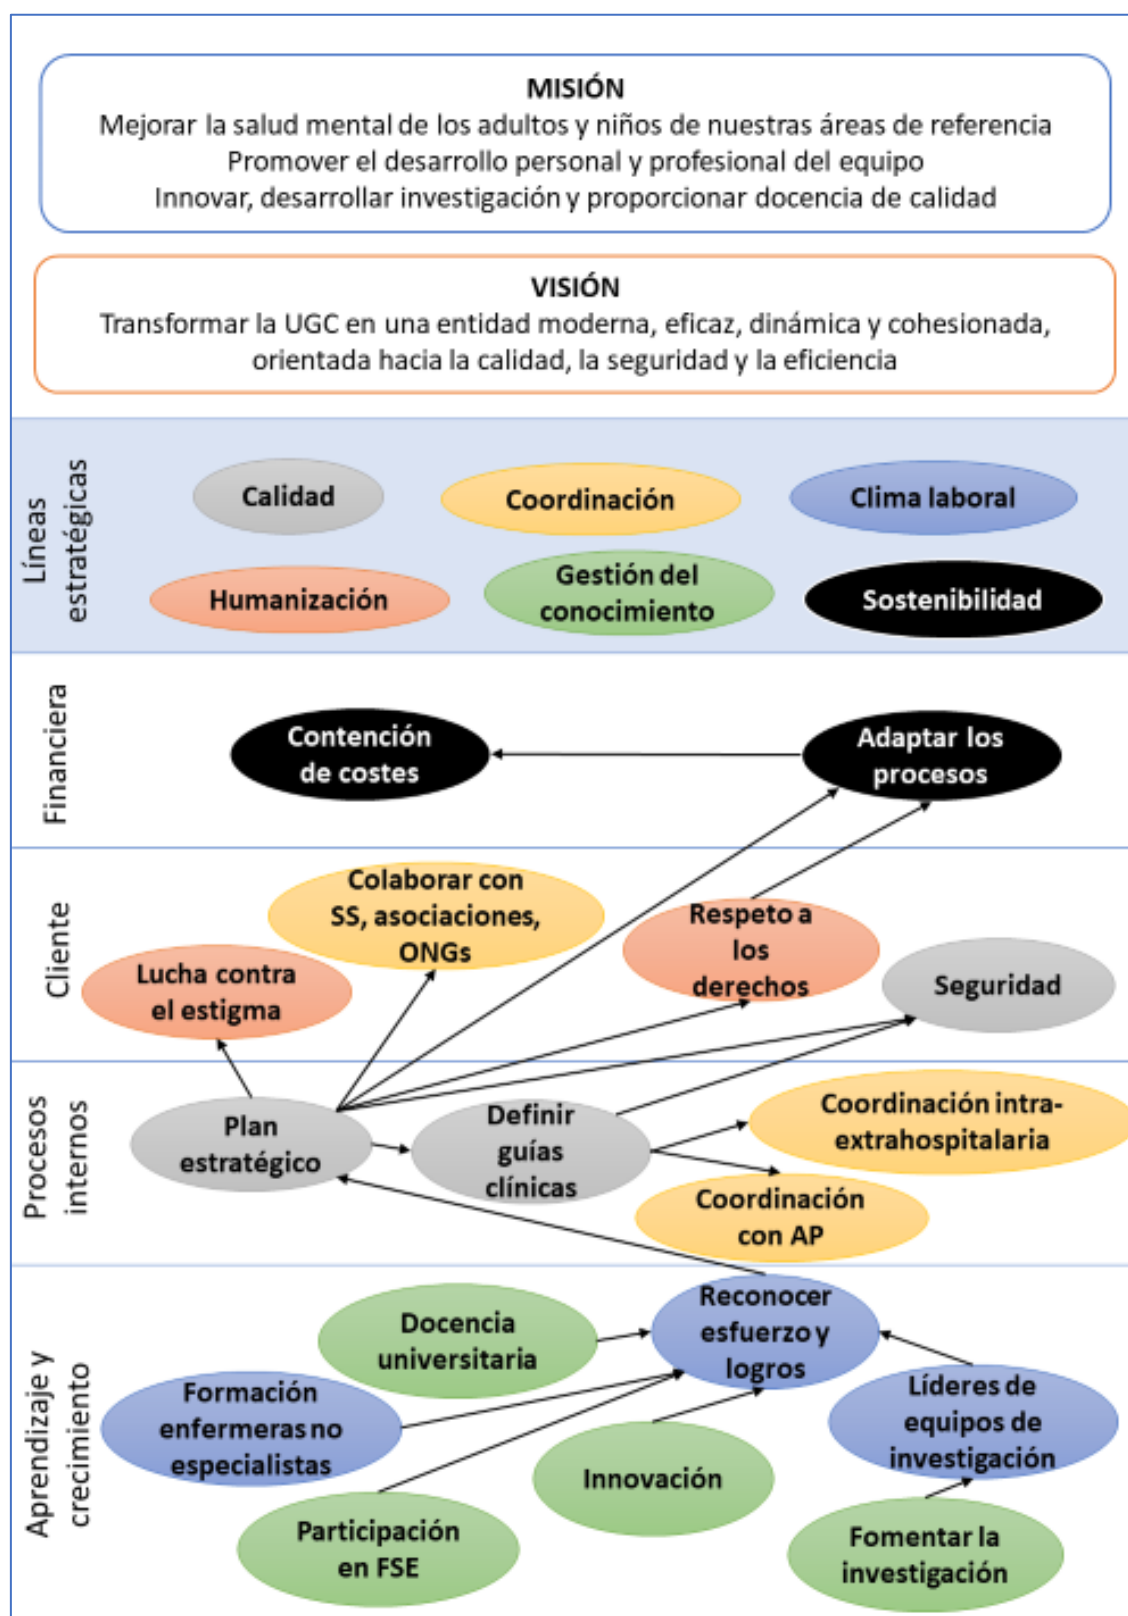 MISIÓN
Mejorar la salud mental de los adultos y niños de nuestras áreas de referencia
Promover el desarrollo personal y profesional del equipo
Innovar, desarrollar investigación y proporcionar docencia de calidad
VISIÓN
Transformar la UGC en una entidad moderna, eficaz, dinámica y cohesionada,
orientada hacia la calidad, la seguridad y la eficiencia
Líneas
estratégicas
Calidad
Coordinación
Clima laboral
Humanización
Gestión del
conocimiento
Sostenibilidad
Financiera
Contención
de costes
Adaptar los
procesos
Cliente
Colaborar con
SS, asociaciones,
ONGs
Respeto a
los
derechos
Lucha contra
el estigma
Seguridad
Procesos
internos
Plan
estratégico
Definir
guías
clínicas
Coordinación intra-
extrahospitalaria
Coordinación
con AP
Aprendizaje y
crecimiento
Docencia
universitaria
Reconocer
esfuerzo y
logros
Formación
enfermeras no
especialistas
Líderes de
equipos de
investigación
Innovación
Participación
en FSE
Fomentar la
investigación